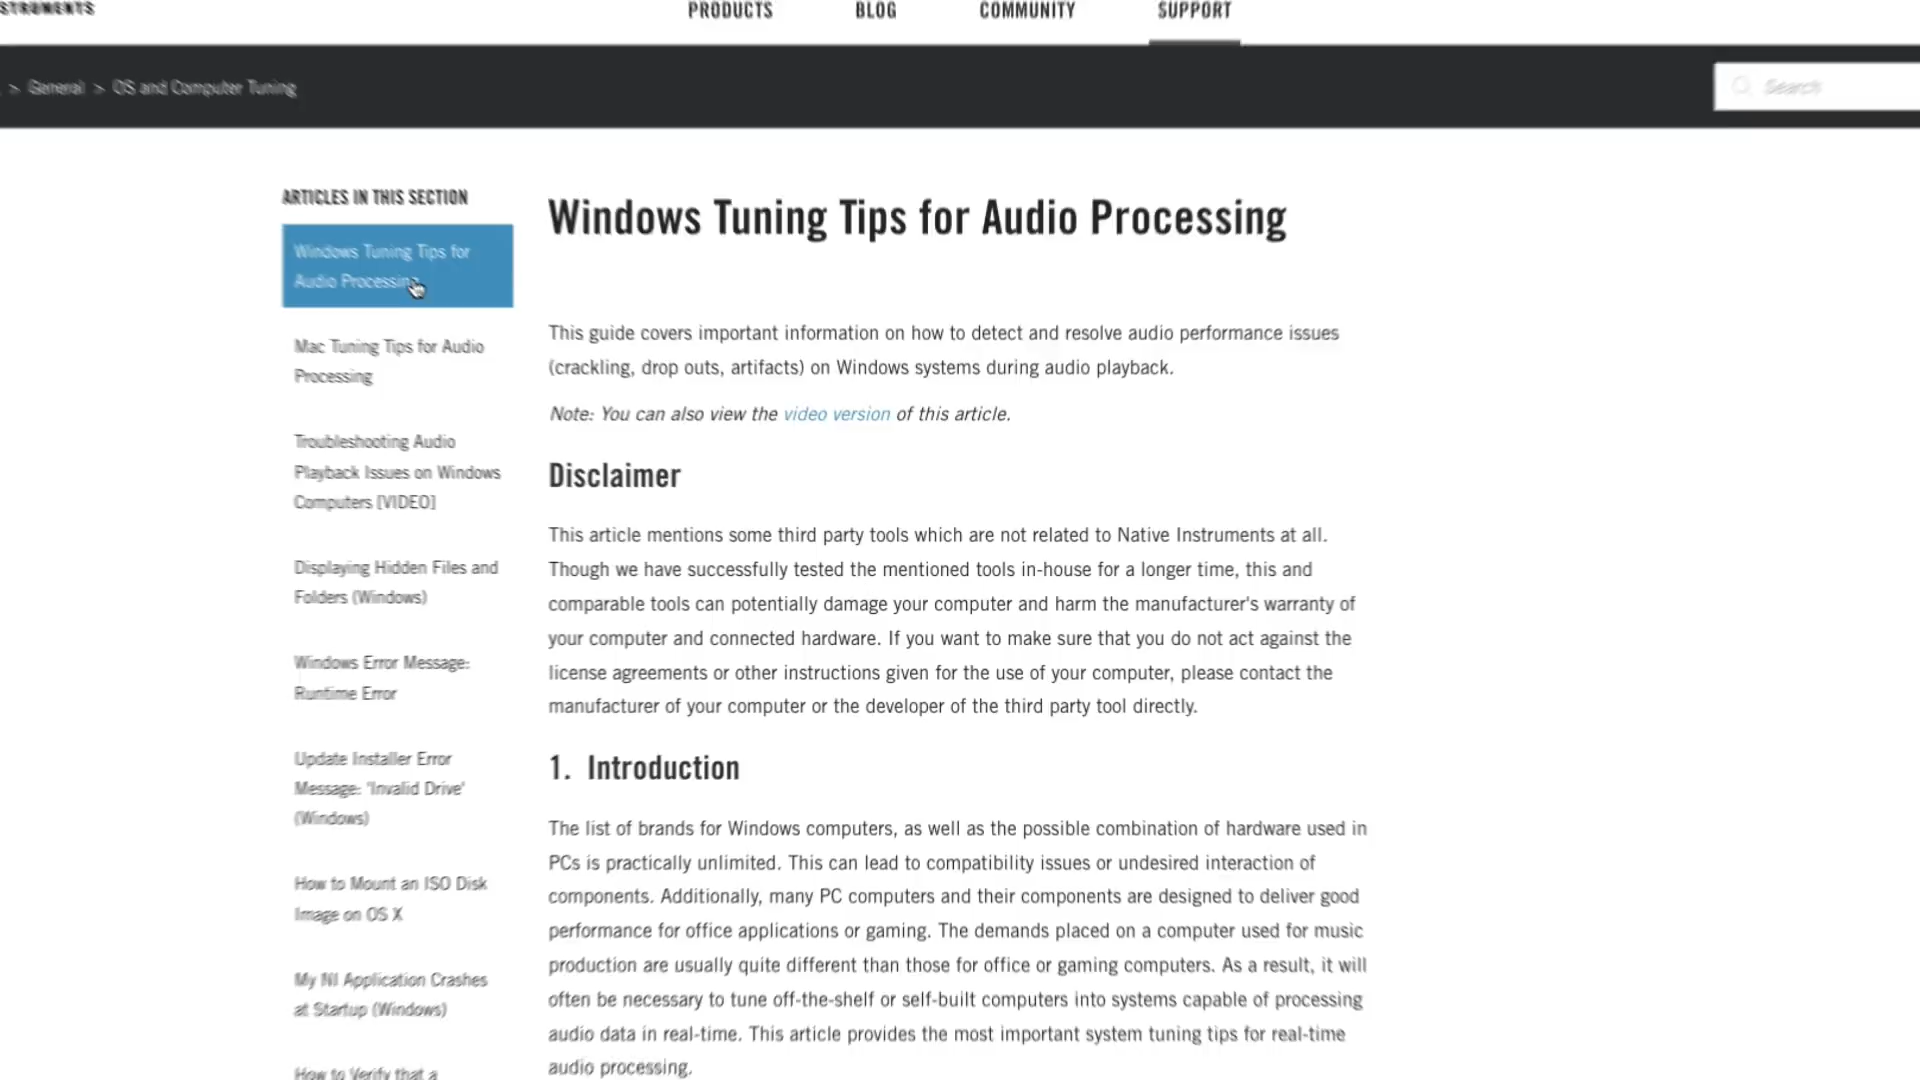 STRUMENTS
PRODUCTS
BLOG
COMMUNITY
SUPPORT
> General > OS and Computer Tuning
Search
ARTICLES IN THIS SECTION
Windows Tuning Tips for
Audio Processing
Mac Tuning Tips for Audio
Processing
Troubleshooting Audio
Playback Issues on Windows
Computers [VIDEO]
Displaying Hidden Files and
Folders (Windows)
Windows Error Message:
Runtime Error
Update Installer Error
Message: 'Invalid Drive'
(Windows)
How to Mount an ISO Disk
Image on OS X
My NI Application Crashes
at Startup (Windows)
How to Verify that a
Windows Tuning Tips for Audio Processing
This guide covers important information on how to detect and resolve audio performance issues
(crackling, drop outs, artifacts) on Windows systems during audio playback.
Note: You can also view the video version of this article.
Disclaimer
This article mentions some third party tools which are not related to Native Instruments at all.
Though we have successfully tested the mentioned tools in-house for a longer time, this and
comparable tools can potentially damage your computer and harm the manufacturer's warranty of
your computer and connected hardware. If you want to make sure that you do not act against the
license agreements or other instructions given for the use of your computer, please contact the
manufacturer of your computer or the developer of the third party tool directly.
1. Introduction
The list of brands for Windows computers, as well as the possible combination of hardware used in
PCs is practically unlimited. This can lead to compatibility issues or undesired interaction of
components. Additionally, many PC computers and their components are designed to deliver good
performance for office applications or gaming. The demands placed on a computer used for music
production are usually quite different than those for office or gaming computers. As a result, it will
often be necessary to tune off-the-shelf or self-built computers into systems capable of processing
audio data in real-time. This article provides the most important system tuning tips for real-time
audio processing.